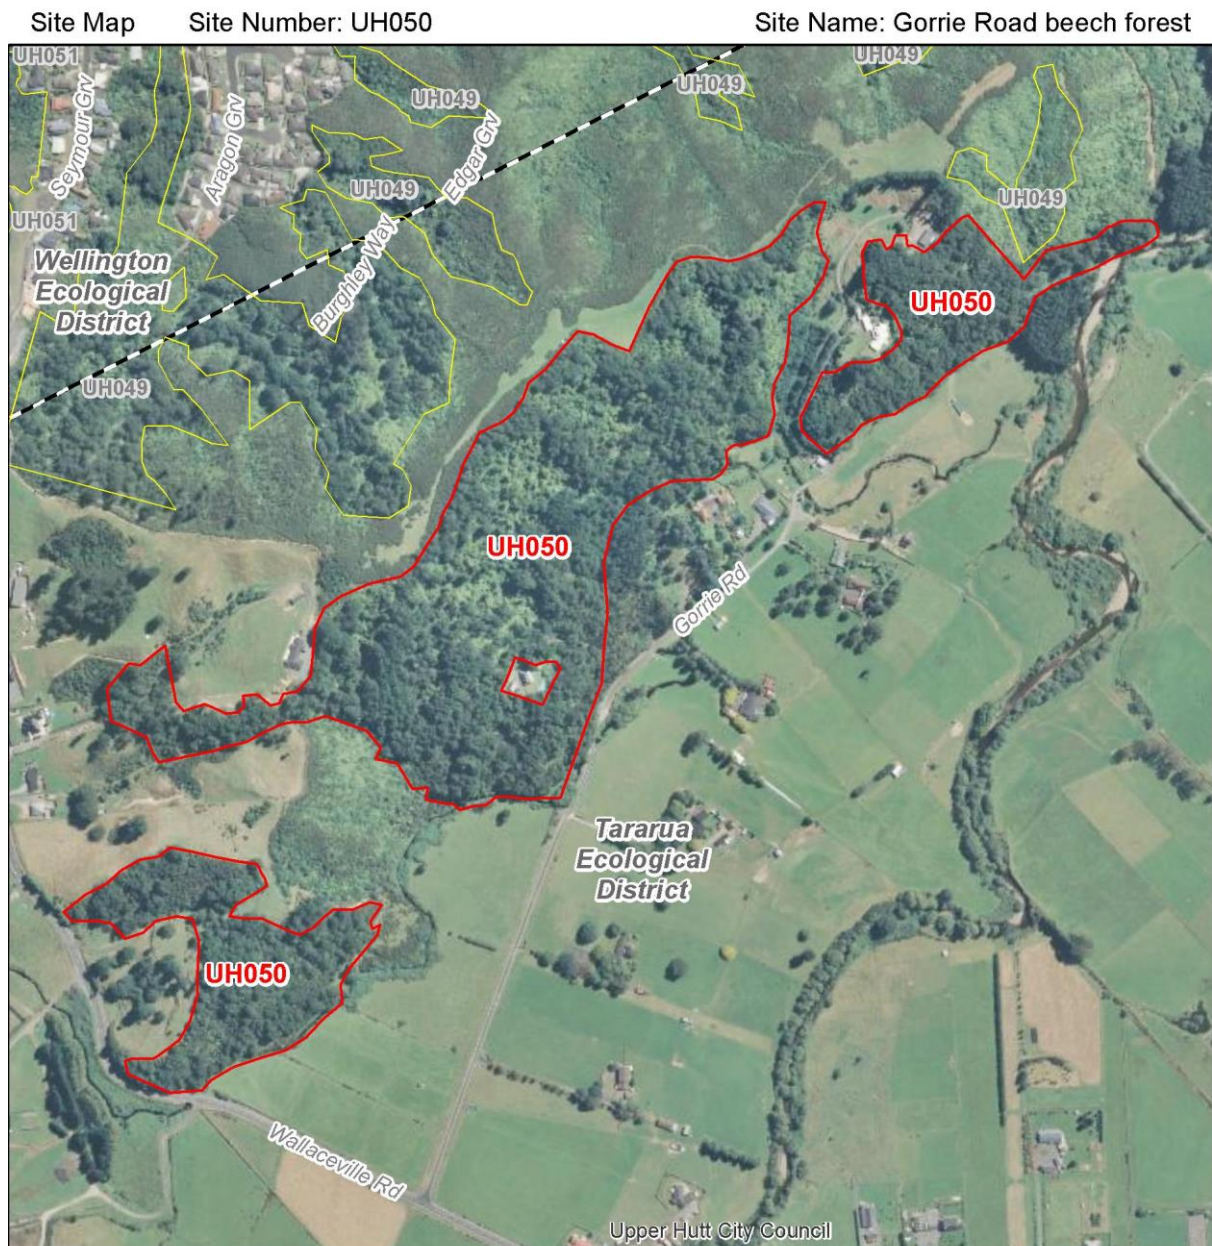 Site Map Site Number: UH050 Site Name: Gorrie Road beech forest
UH051
UH049
UH049
UH049
Seymour Grv
Aragon Grv
Edgar Grv
UH049
UH049
UH051
Burghley Way
Wellington
Ecological
District
UH050
UH049
UH050
Gorrie Rd
Tararua
Ecological
District
UH050
Wallaceville Rd
Upper Hutt City Council